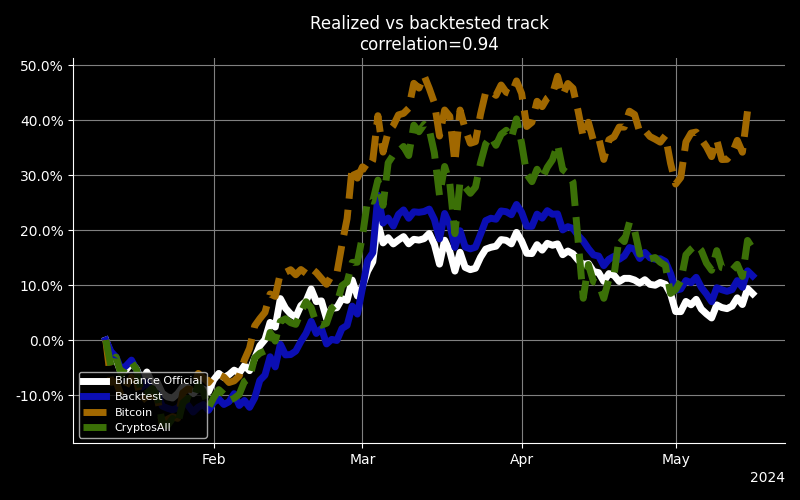 Realized vs backtested track
correlation=0.94
50.0%
40.0%
30.0%
20.0%
10.0%
0.0%
-10.0%
Binance Official
Backtest
Bitcoin
CryptosAll
Feb
Mar
Apr
May
2024